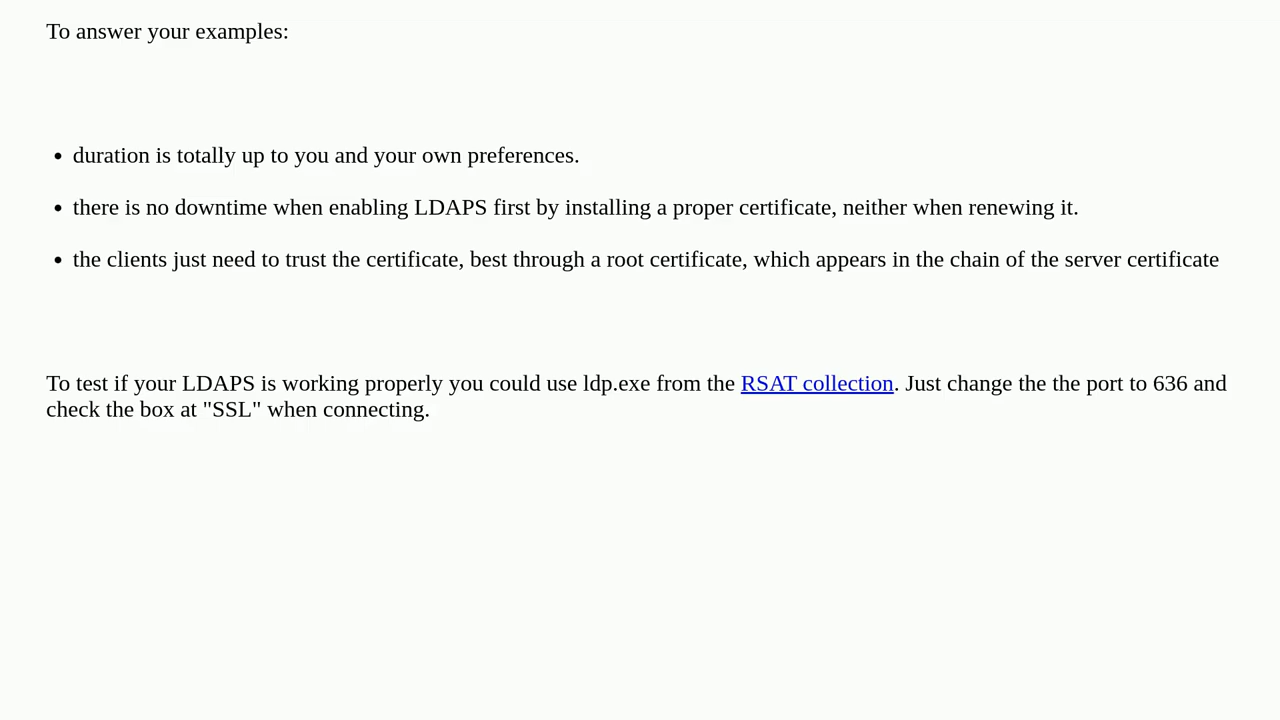 To answer your examples:
• duration is totally up to you and your own preferences.
• there is no downtime when enabling LDAPS first by installing a proper certificate, neither when renewing it.
• the clients just need to trust the certificate, best through a root certificate, which appears in the chain of the server certificate
To test if your LDAPS is working properly you could use ldp.exe from the RSAT collection. Just change the the port to 636 and
check the box at "SSL" when connecting.